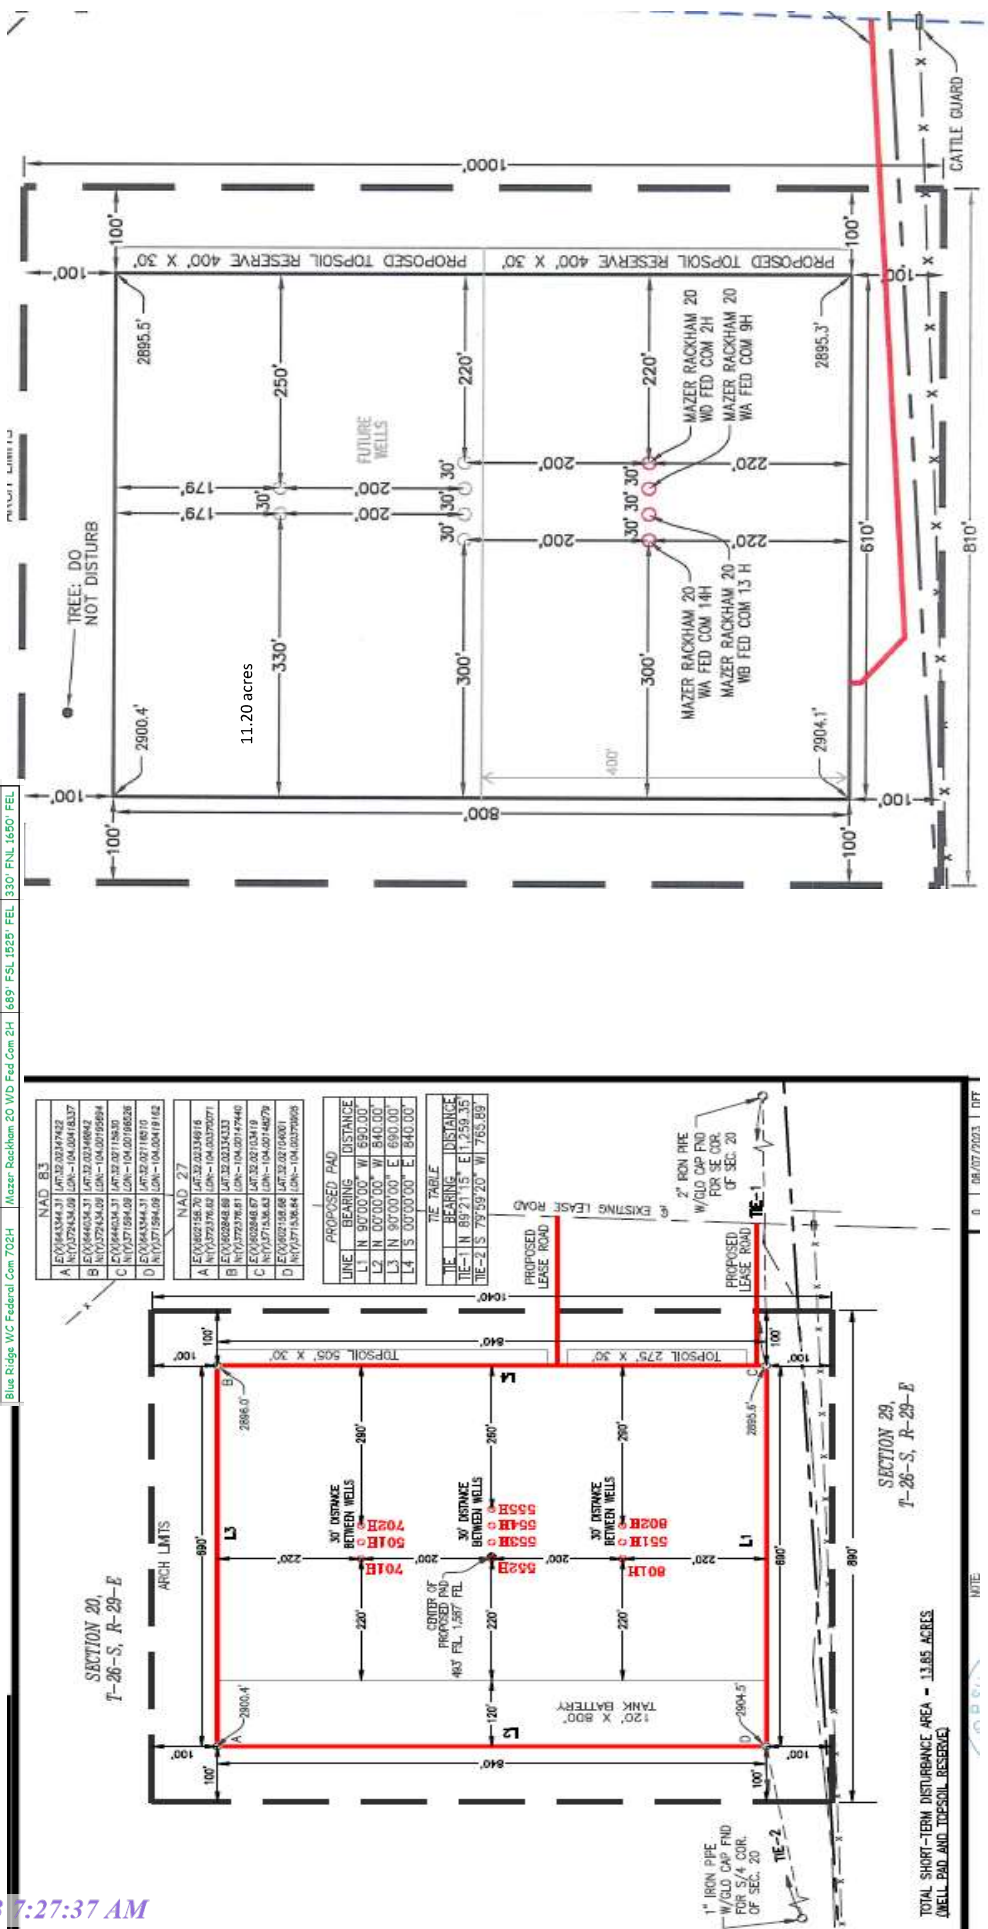 1000'
CATTLE GUARD
100'
100'
PROPOSED TOPSOIL RESERVE 400' X 30'
PROPOSED TOPSOIL RESERVE 400' X 30'
100'
100'
2895.5'
2895.3'
250'
220'
220'
FUTURE
WELLS
MAZER RACKHAM 20
WD FED COM 2H
MAZER RACKHAM 20
WA FED COM 9H
179'
179'
30'
200'
200'
30'
30'
30'
200'
200'
30'
30'
30'
220'
220'
TREE: DO
NOT DISTURB
610'
810'
MAZER RACKHAM 20
WA FED COM 14H
MAZER RACKHAM 20
WB FED COM 13 H
330'
300'
300'
11.20 acres
2900.4'
2904.1'
400'
100'
100'
800'
100'
100'
Blue Ridge WC Federal Com 702H
Mazer Rackham 20 WD Fed Com 2H
689' FSL 1525' FEL
330' FNL 1650' FEL
NAD 83
NAD 27
PROPOSED PAD
LINE BEARING DISTANCE
L1 N 90°00'00" W 690.00'
L2 N 00°00'00" W 840.00'
L3 N 90°00'00" E 690.00'
L4 S 00°00'00" E 840.00'
TIE TABLE
TIE BEARING DISTANCE
TIE-1 N 89°21'15" E 1,259.35'
TIE-2 S 79°59'20" W 765.89'
2" IRON PIPE
W/GLO CAP FND
FOR SE COR.
OF SEC. 20
TIE-1
EXISTING LEASE ROAD
PROPOSED
LEASE ROAD
PROPOSED
LEASE ROAD
1040'
100'
840'
100'
100'
100'
TOPSOIL 505' X 30'
TOPSOIL 275' X 30'
B
L4
C
2896.0'
2895.6'
290'
260'
290'
ARCH LIMITS
L3
L1
690'
690'
890'
30' DISTANCE
BETWEEN WELLS
30' DISTANCE
BETWEEN WELLS
30' DISTANCE
BETWEEN WELLS
702H
501H
701H
555H
554H
553H
552H
802H
551H
801H
220'
200'
200'
220'
CENTER OF
PROPOSED PAD
493' FSL 1,587' FEL
220'
220'
220'
SECTION 20,
T-26-S, R-29-E
SECTION 29,
T-26-S, R-29-E
120'
TANK BATTERY
120' X 800'
2900.4'
2904.5'
A
L2
D
100'
100'
100'
840'
100'
1" IRON PIPE
W/GLO CAP FND
FOR S/4 COR.
OF SEC. 20
TIE-2
TOTAL SHORT-TERM DISTURBANCE AREA = 13.85 ACRES
(WELL PAD AND TOPSOIL RESERVE)
0 08/07/2023
NOTE
7:27:37 AM